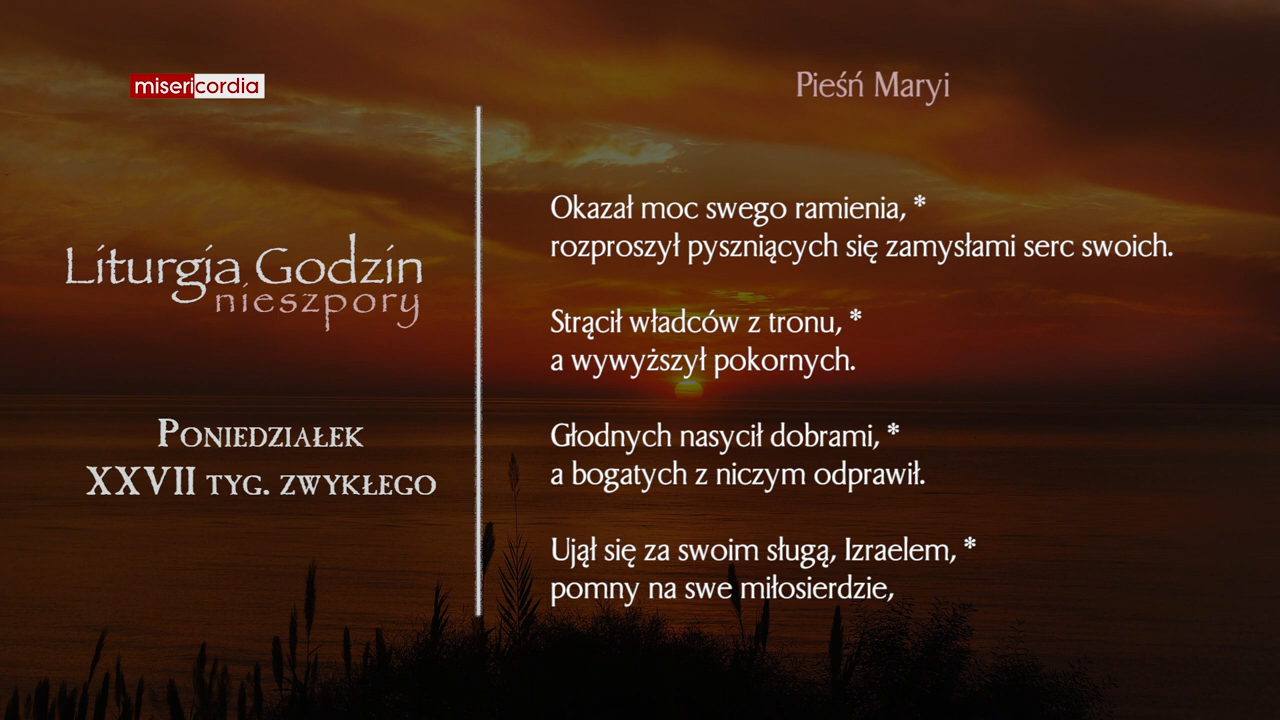 misericordia
Pieśń Maryi
Liturgia Godzin
nieszpory
Poniedziałek
XXVII tyg. zwykłego
Okazał moc swego ramienia, *
rozproszył pyszniących się zamysłami serc swoich.
Strącił władców z tronu, *
a wywyższył pokornych.
Głodnych nasycił dobrami, *
a bogatych z niczym odprawił.
Ujął się za swoim sługą, Izraelem, *
pomny na swe miłosierdzie,